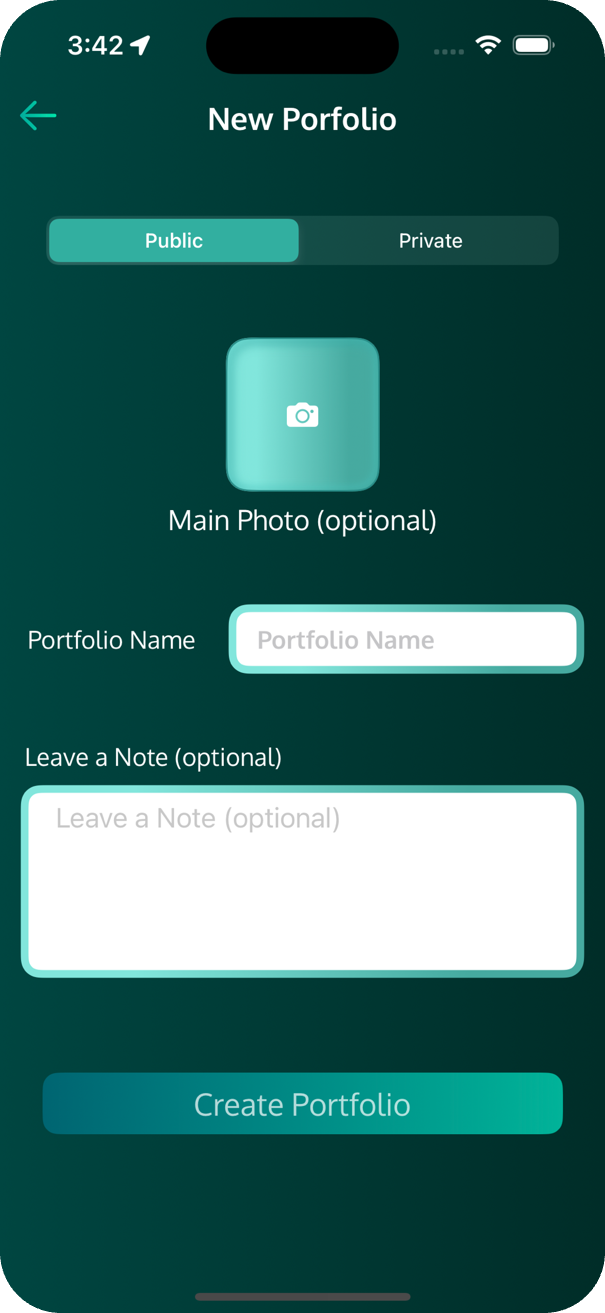 3:42
New Porfolio
Public Private
Main Photo (optional)
Portfolio Name Portfolio Name
Leave a Note (optional)
Leave a Note (optional)
Create Portfolio